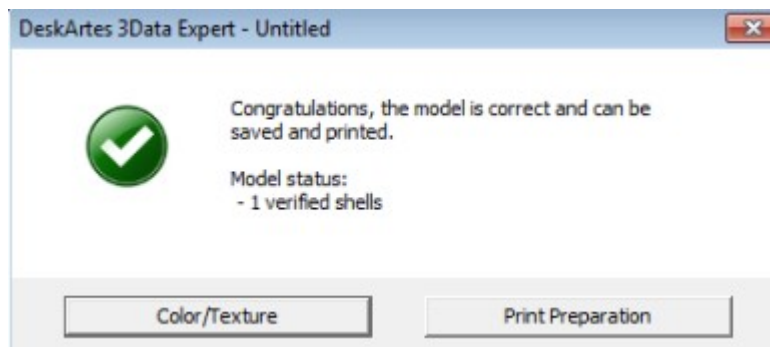 DeskArtes 3Data Expert - Untitled
Congratulations, the model is correct and can be
saved and printed.
Model status:
- 1 verified shells
Color/Texture
Print Preparation